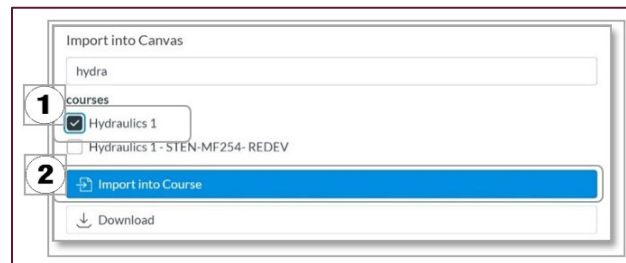 Import into Canvas
hydra
courses
1
Hydraulics 1
Hydraulics 1 - STEN-MF254- REDEV
2
Import into Course
Download